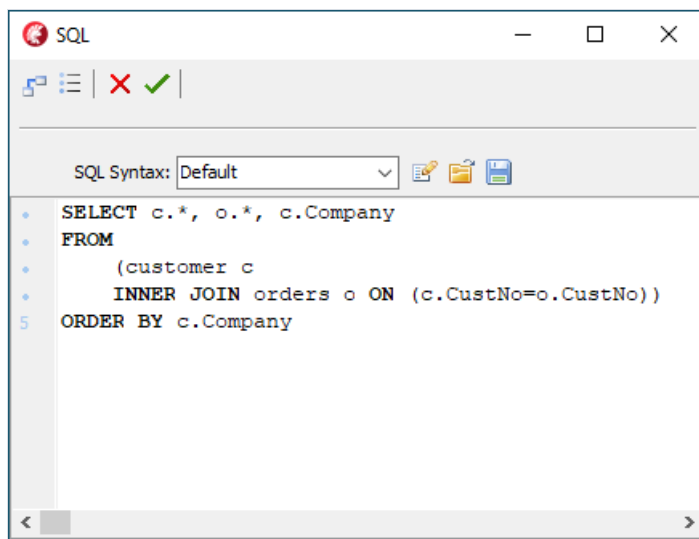 SQL
SQL Syntax: Default
SELECT c.*, o.*, c.Company
FROM
(customer c
INNER JOIN orders o ON (c.CustNo=o.CustNo))
5 ORDER BY c.Company